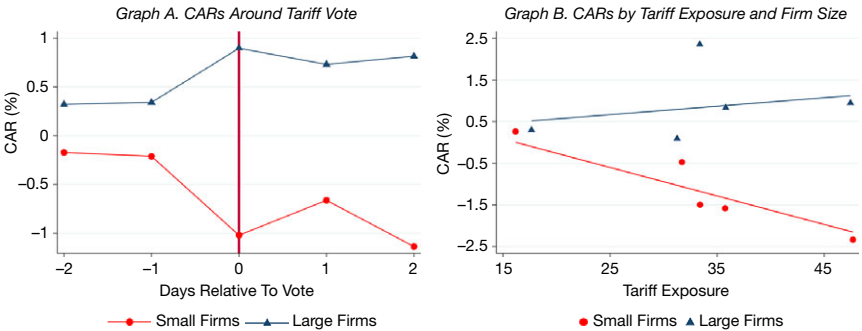 Graph A. CARs Around Tariff Vote
1
0.5
0
−0.5
−1
CAR (%)
−2 −1 0 1 2
Days Relative To Vote
Small Firms Large Firms
Graph B. CARs by Tariff Exposure and Firm Size
2.5
1.5
0.5
−0.5
−1.5
−2.5
CAR (%)
15 25 35 45
Tariff Exposure
Small Firms Large Firms